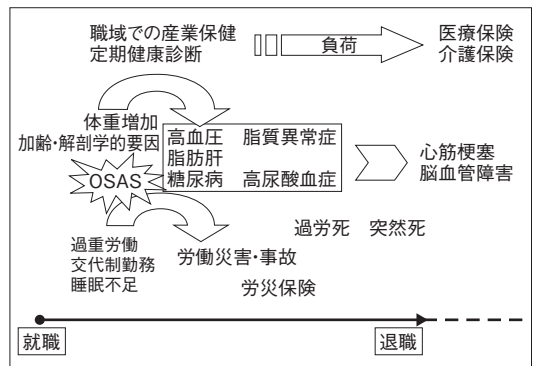 職域での産業保健
定期健康診断
負荷
医療保険
介護保険
体重増加
加齢・解剖学的要因
OSAS
高血圧 脂質異常症
脂肪肝
糖尿病 高尿酸血症
心筋梗塞
脳血管障害
過重労働
交代制勤務
睡眠不足
過労死 突然死
労働災害・事故
労災保険
就職
退職